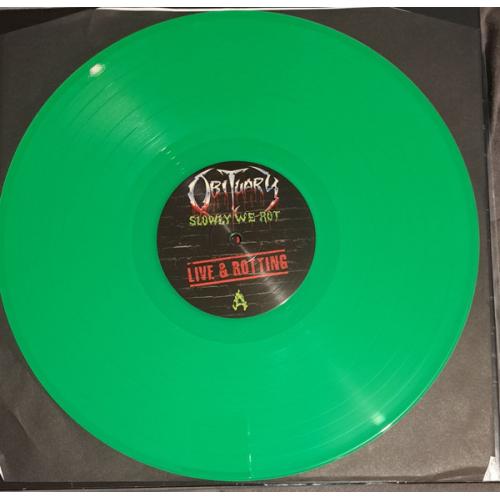 OBITUARY
SLOWLY WE ROT
LIVE & ROTTING
A